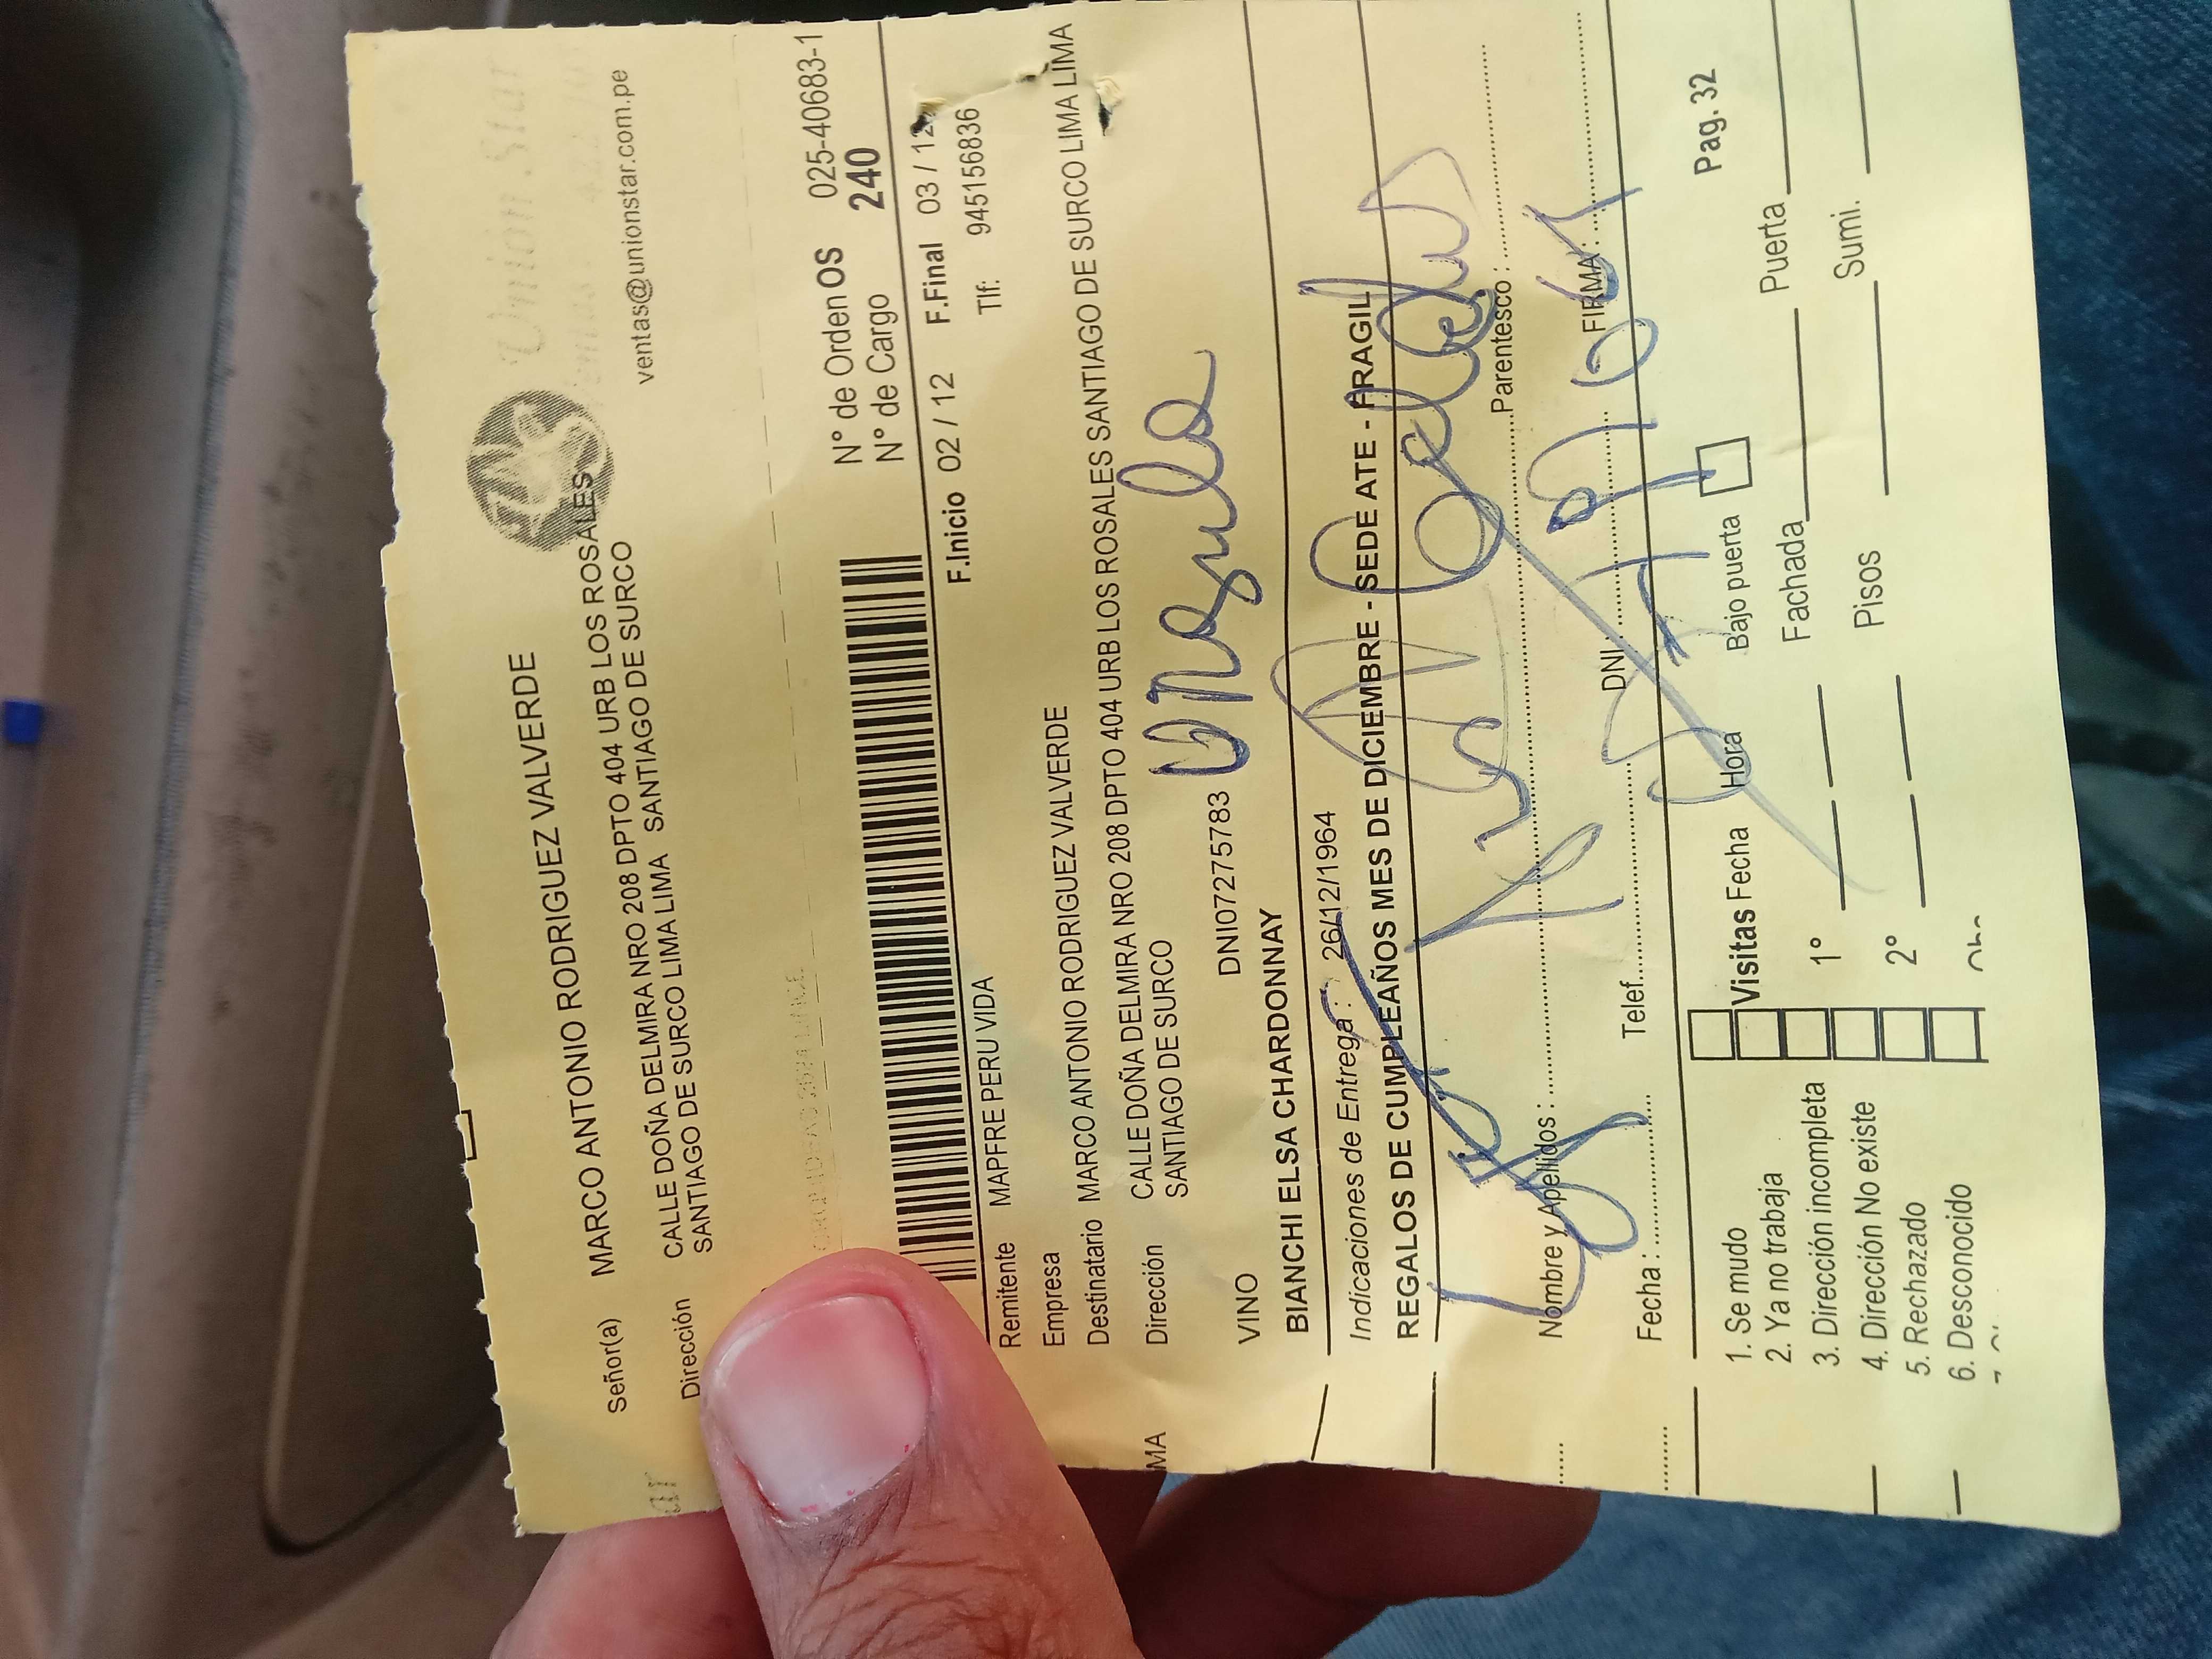 Union Star
ventas@unionstar.com.pe
Señor(a) MARCO ANTONIO RODRIGUEZ VALVERDE
Dirección CALLE DOÑA DELMIRA NRO 208 DPTO 404 URB LOS ROSALES
SANTIAGO DE SURCO LIMA LIMA SANTIAGO DE SURCO
N° de Orden OS 025-40683-1
N° de Cargo 240
F.Inicio 02 / 12 F.Final 03 / 12
Remitente MAPFRE PERU VIDA Tlf: 945156836
Empresa
Destinatario MARCO ANTONIO RODRIGUEZ VALVERDE
Dirección CALLE DOÑA DELMIRA NRO 208 DPTO 404 URB LOS ROSALES SANTIAGO DE SURCO LIMA LIMA
SANTIAGO DE SURCO
MA
VINO DNI07275783
BIANCHI ELSA CHARDONNAY
Indicaciones de Entrega : 26/12/1964
REGALOS DE CUMPLEAÑOS MES DE DICIEMBRE - SEDE ATE - FRAGIL
Nombre y Apellidos : Parentesco :
Fecha : Telef. DNI FIRMA :
1. Se mudo Visitas Fecha Hora Bajo puerta Pag. 32
2. Ya no trabaja
3. Dirección incompleta 1° Fachada Puerta
4. Dirección No existe
5. Rechazado 2° Pisos Sumi.
6. Desconocido